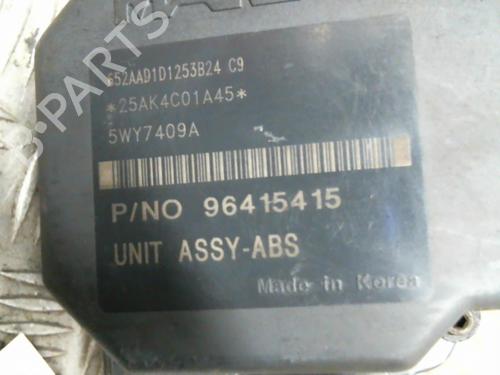 652AAD1D1253B24 C9
*25AK4C01A45*
5WY7409A
P/NO 96415415
UNIT ASSY-ABS
Made in Korea
B-PARTS